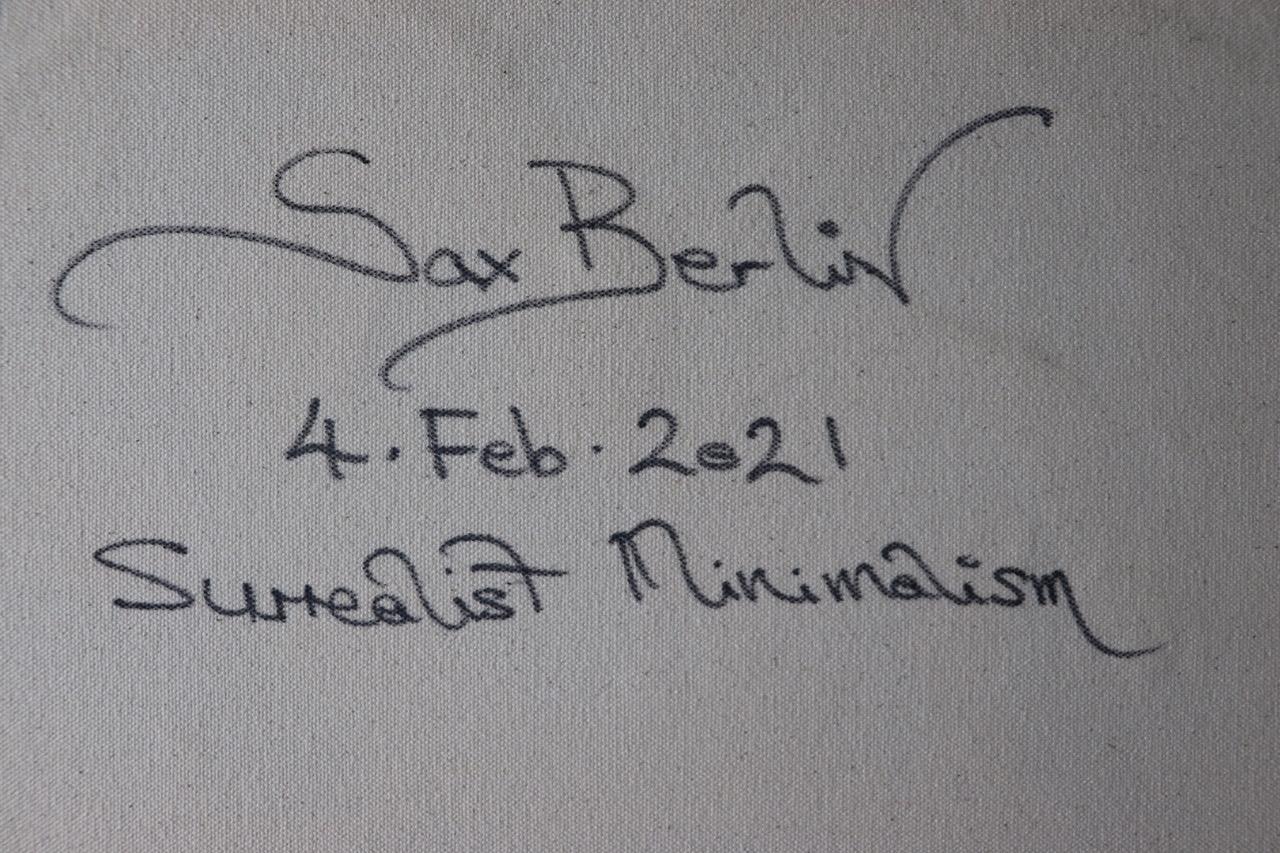 Sax Berlin
4. Feb. 2021
Surrealist Minimalism